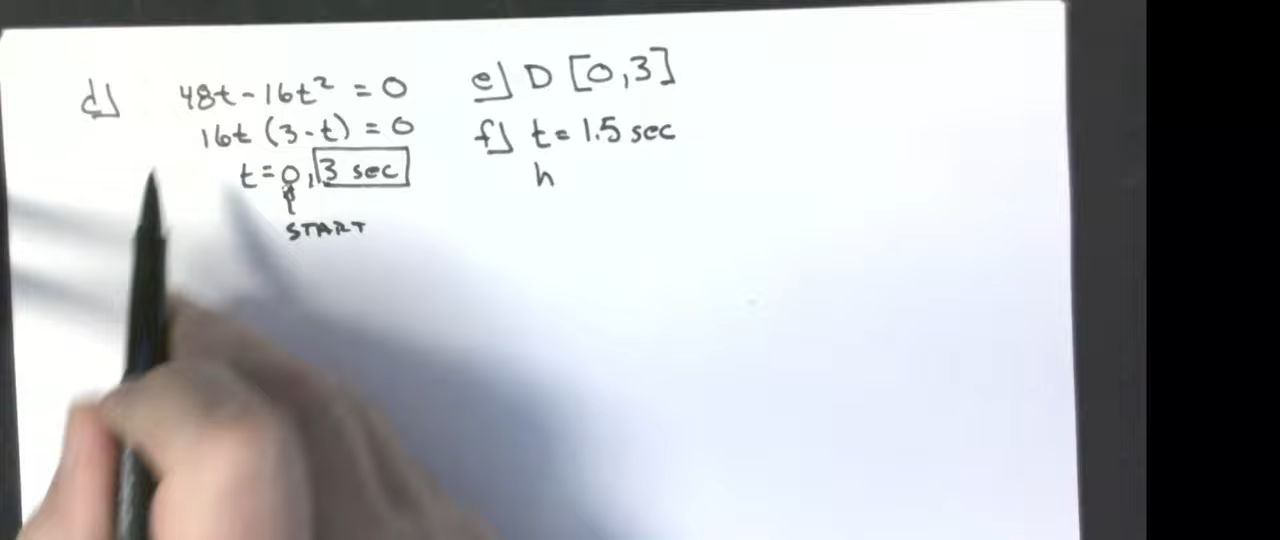 d) 48t - 16t² = 0
16t (3 - t) = 0
t = 0, 3 sec
START
e) D [0,3]
f) t = 1.5 sec
h